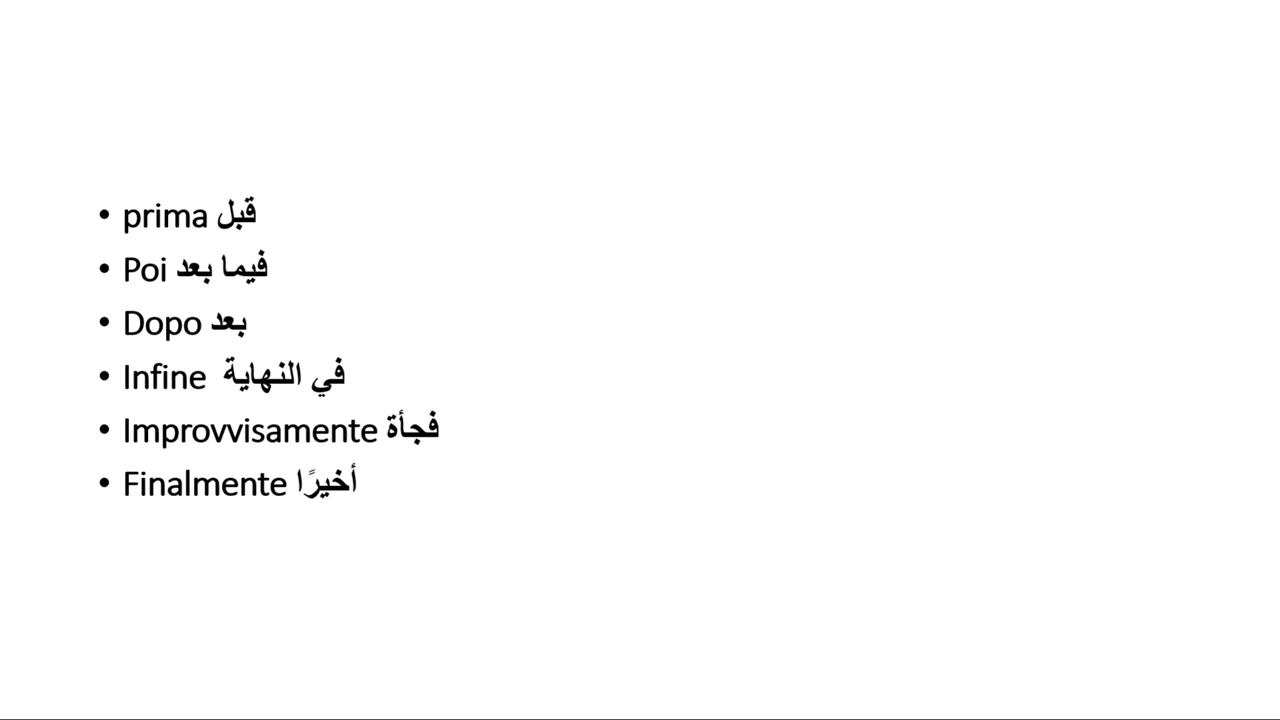 • prima قبل
• Poi فيما بعد
• Dopo بعد
• Infine في النهاية
• Improvvisamente فجأة
• Finalmente أخيرًا